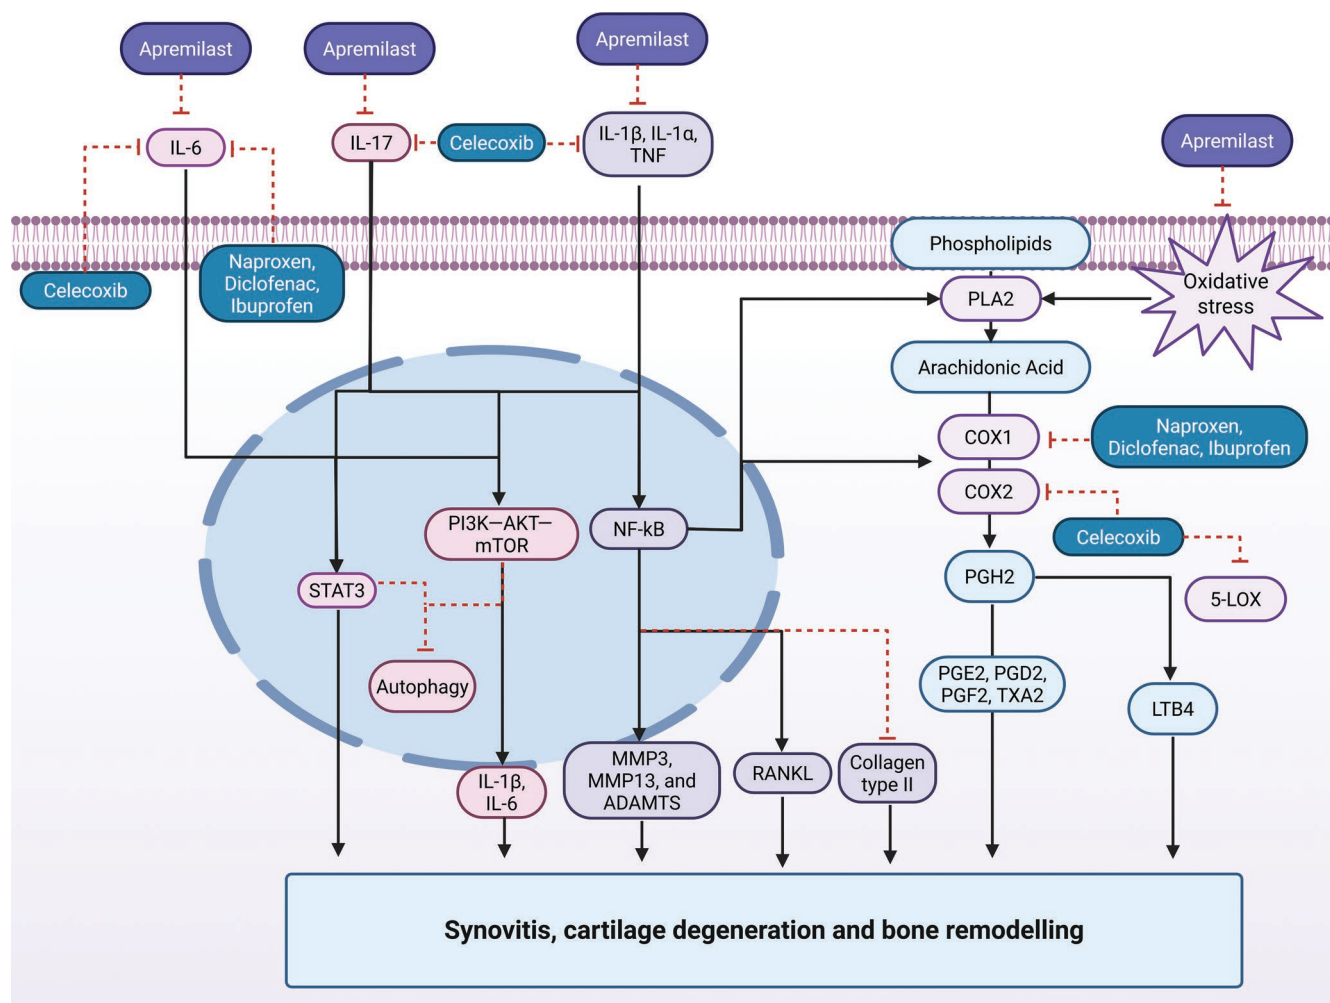 Apremilast
Apremilast
Apremilast
IL-6
IL-17
Celecoxib
IL-1β, IL-1α,
TNF
Apremilast
Celecoxib
Naproxen,
Diclofenac,
Ibuprofen
Phospholipids
PLA2
Oxidative
stress
Arachidonic Acid
COX1
Naproxen,
Diclofenac, Ibuprofen
COX2
Celecoxib
PI3K—AKT—
mTOR
NF-kB
STAT3
PGH2
5-LOX
Autophagy
PGE2, PGD2,
PGF2, TXA2
LTB4
IL-1β,
IL-6
MMP3,
MMP13, and
ADAMTS
RANKL
Collagen
type II
Synovitis, cartilage degeneration and bone remodelling